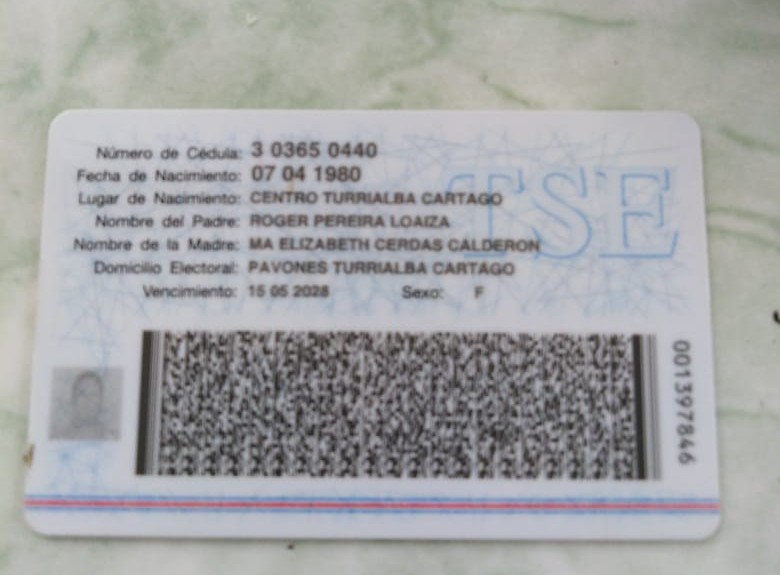 Número de Cédula: 3 0365 0440
Fecha de Nacimiento: 07 04 1980
Lugar de Nacimiento: CENTRO TURRIALBA CARTAGO
Nombre del Padre: ROGER PEREIRA LOAIZA
Nombre de la Madre: MA ELIZABETH CERDAS CALDERON
Domicilio Electoral: PAVONES TURRIALBA CARTAGO
Vencimiento: 15 05 2028 Sexo: F
TSE
001397846